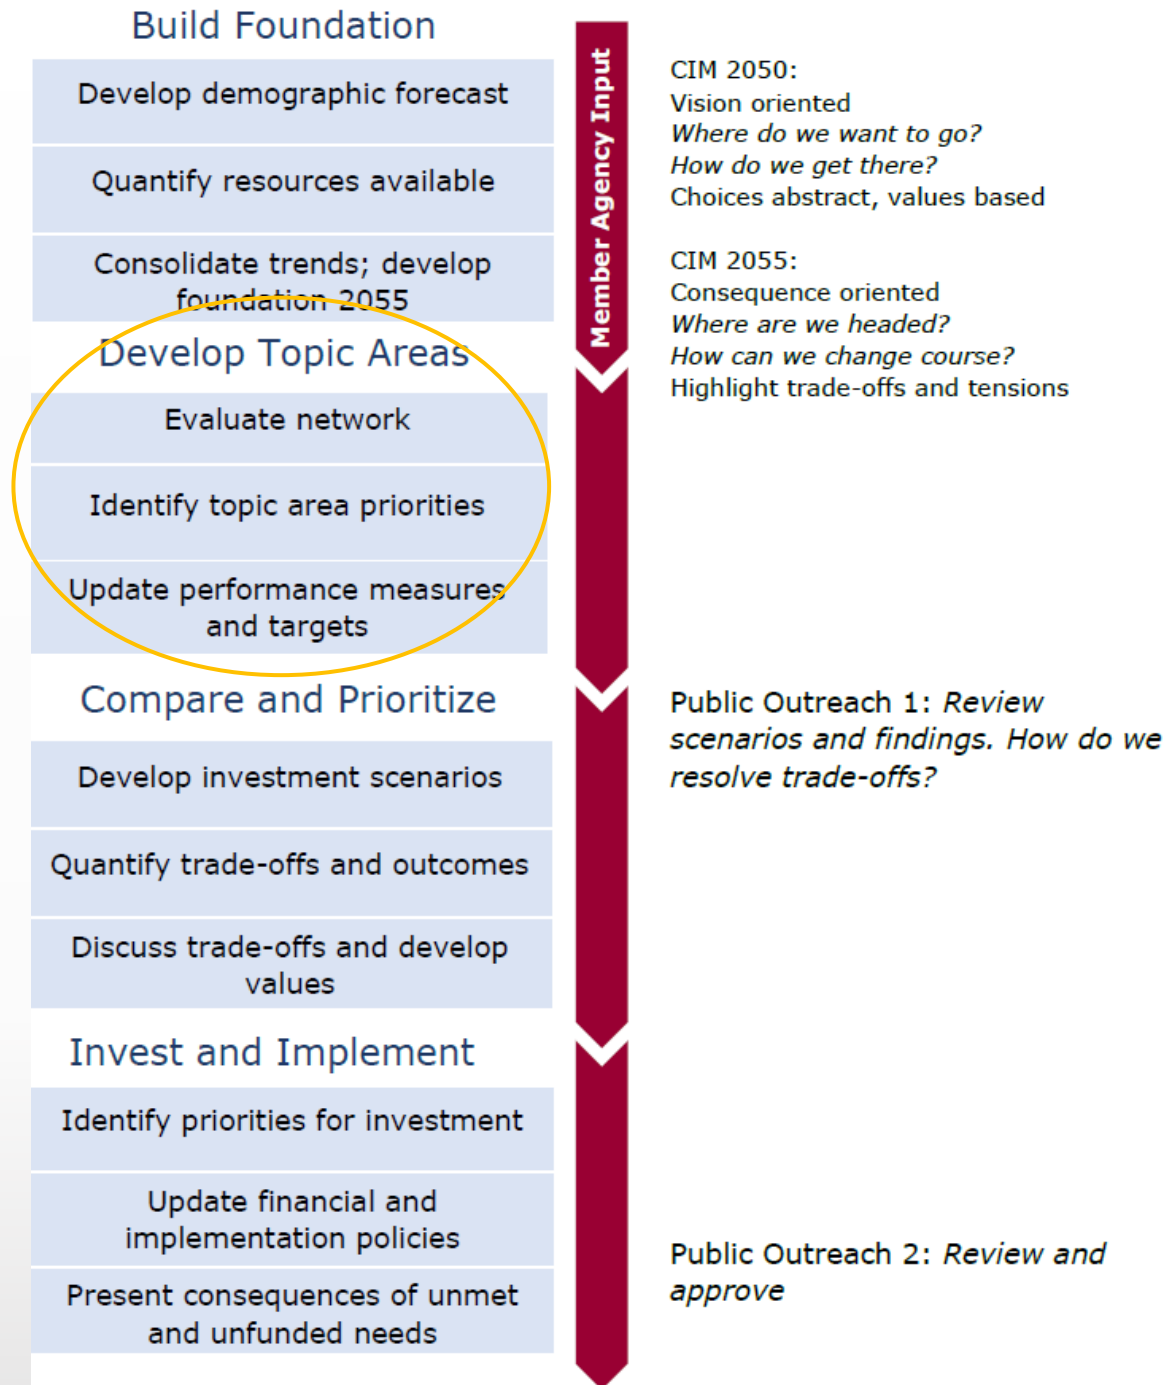 Build Foundation
Develop demographic forecast
Quantify resources available
Consolidate trends; develop
foundation 2055
Develop Topic Areas
Evaluate network
Identify topic area priorities
Update performance measures
and targets
Compare and Prioritize
Develop investment scenarios
Quantify trade-offs and outcomes
Discuss trade-offs and develop
values
Invest and Implement
Identify priorities for investment
Update financial and
implementation policies
Present consequences of unmet
and unfunded needs
Member Agency Input
CIM 2050:
Vision oriented
Where do we want to go?
How do we get there?
Choices abstract, values based
CIM 2055:
Consequence oriented
Where are we headed?
How can we change course?
Highlight trade-offs and tensions
Public Outreach 1: Review
scenarios and findings. How do we
resolve trade-offs?
Public Outreach 2: Review and
approve